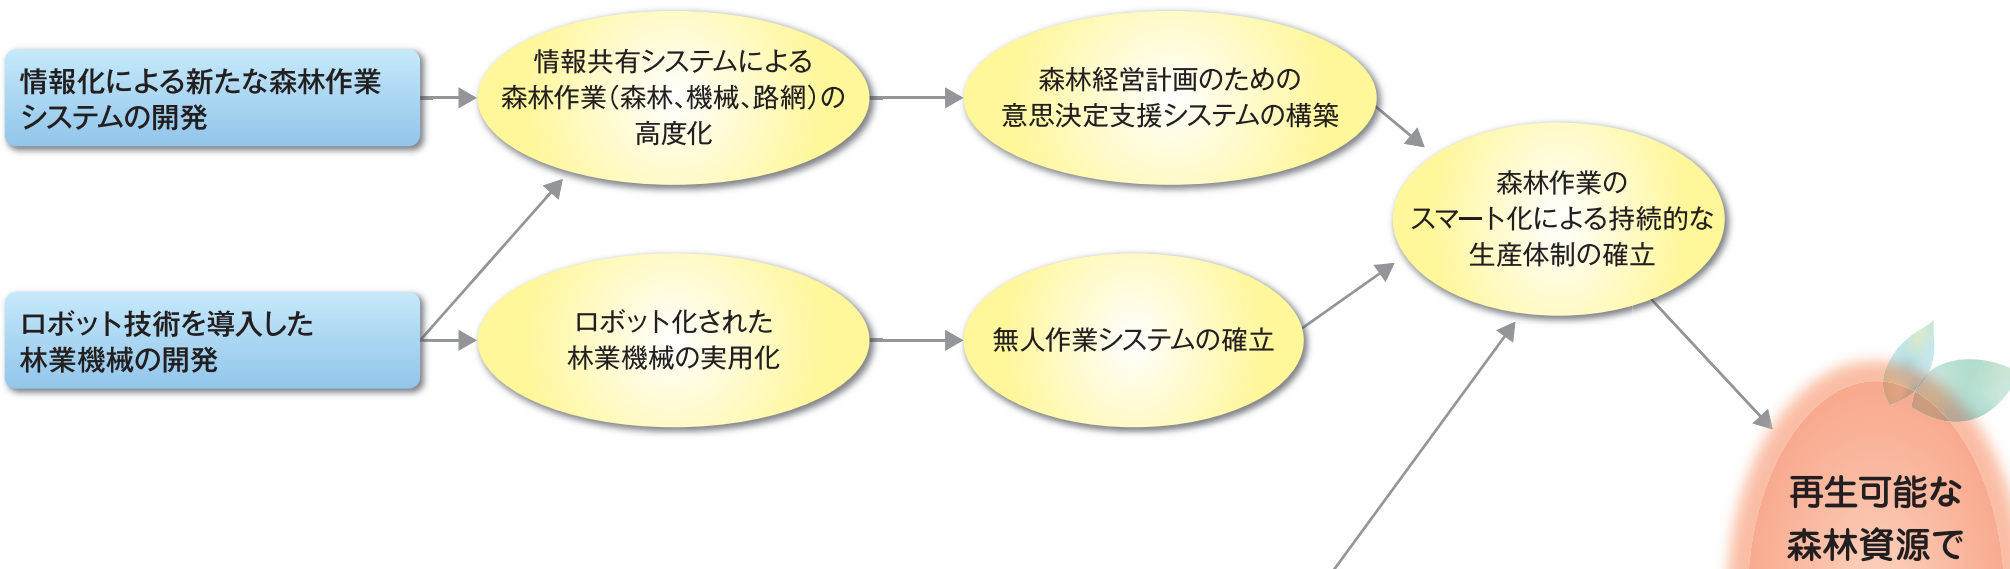 情報化による新たな森林作業
システムの開発
情報共有システムによる
森林作業(森林、機械、路網)の
高度化
森林経営計画のための
意思決定支援システムの構築
森林作業の
スマート化による持続的な
生産体制の確立
ロボット技術を導入した
林業機械の開発
ロボット化された
林業機械の実用化
無人作業システムの確立
再生可能な
森林資源で